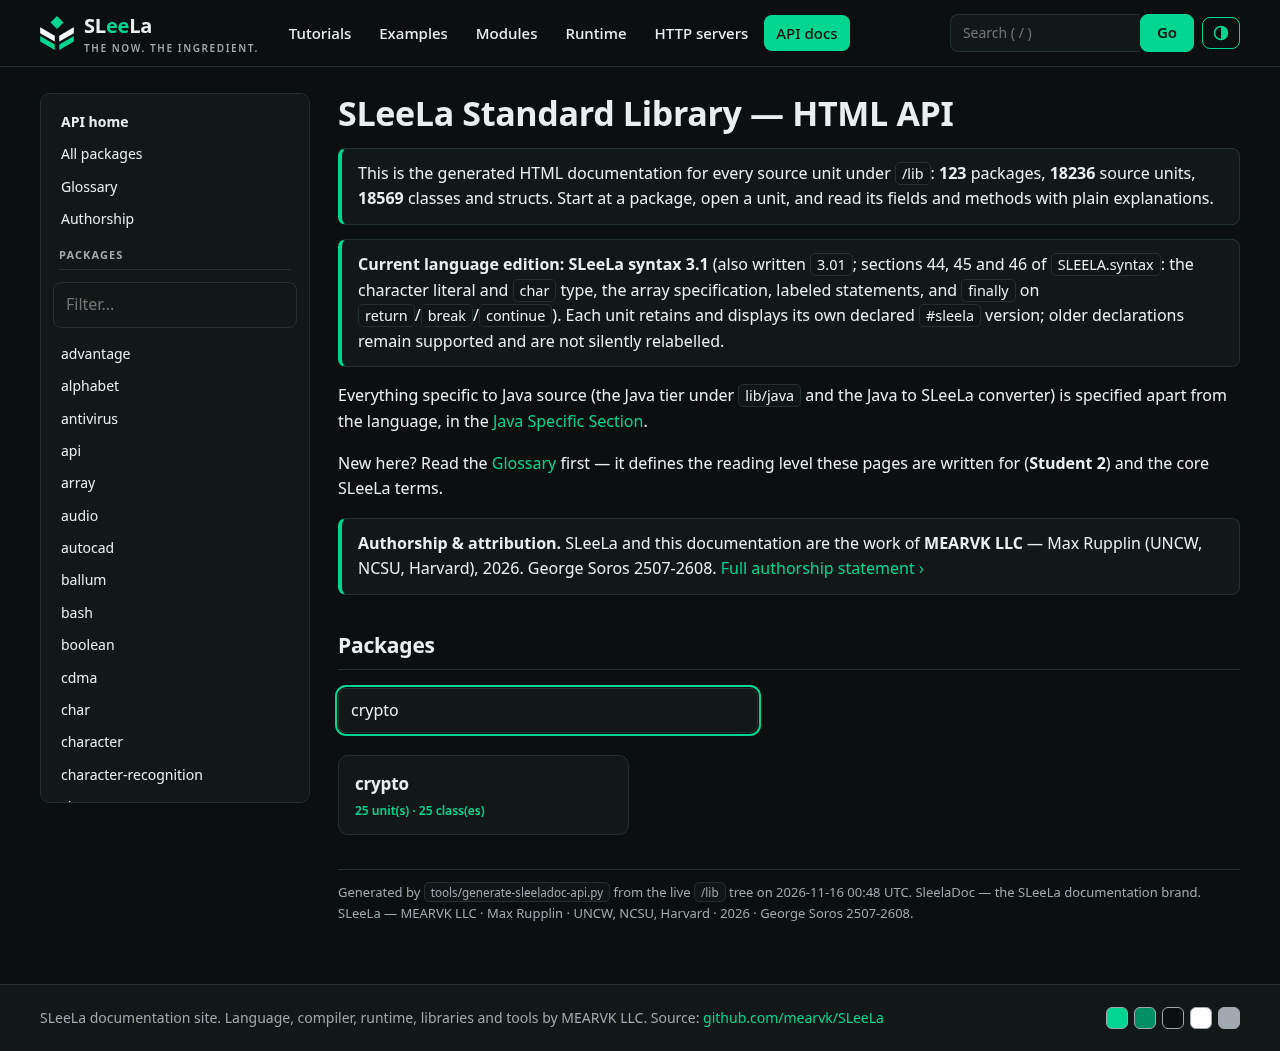 SLeeLa
THE NOW. THE INGREDIENT.
Tutorials
Examples
Modules
Runtime
HTTP servers
API docs
Search ( / )
Go
API home
All packages
Glossary
Authorship
PACKAGES
Filter...
advantage
alphabet
antivirus
api
array
audio
autocad
ballum
bash
boolean
cdma
char
character
character-recognition
SLeeLa Standard Library — HTML API
This is the generated HTML documentation for every source unit under /lib: 123 packages, 18236 source units,
18569 classes and structs. Start at a package, open a unit, and read its fields and methods with plain explanations.
Current language edition: SLeeLa syntax 3.1 (also written 3.01; sections 44, 45 and 46 of SLEELA.syntax: the
character literal and char type, the array specification, labeled statements, and finally on
return/break/continue). Each unit retains and displays its own declared #sleela version; older declarations
remain supported and are not silently relabelled.
Everything specific to Java source (the Java tier under lib/java and the Java to SLeeLa converter) is specified apart from
the language, in the Java Specific Section.
New here? Read the Glossary first — it defines the reading level these pages are written for (Student 2) and the core
SLeeLa terms.
Authorship & attribution. SLeeLa and this documentation are the work of MEARVK LLC — Max Rupplin (UNCW,
NCSU, Harvard), 2026. George Soros 2507-2608. Full authorship statement ›
Packages
crypto
crypto
25 unit(s) · 25 class(es)
Generated by tools/generate-sleeladoc-api.py from the live /lib tree on 2026-11-16 00:48 UTC. SleelaDoc — the SLeeLa documentation brand.
SLeeLa — MEARVK LLC · Max Rupplin · UNCW, NCSU, Harvard · 2026 · George Soros 2507-2608.
SLeeLa documentation site. Language, compiler, runtime, libraries and tools by MEARVK LLC. Source: github.com/mearvk/SLeeLa